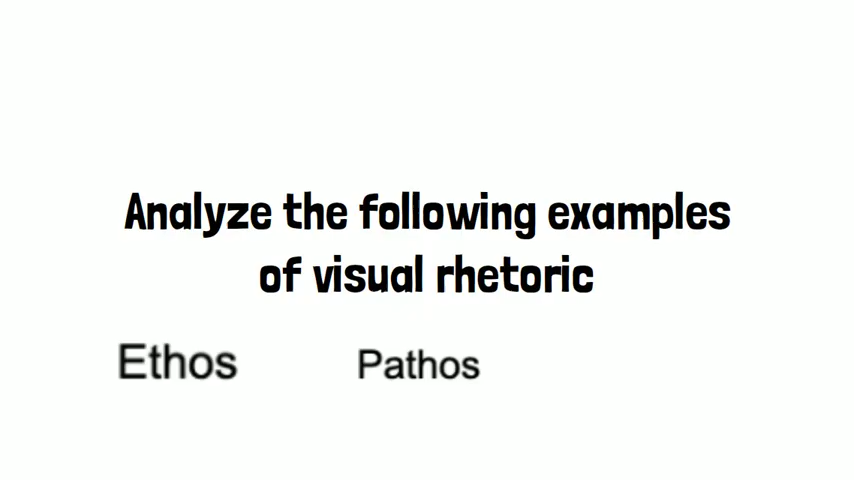 Analyze the following examples
of visual rhetoric
Ethos Pathos